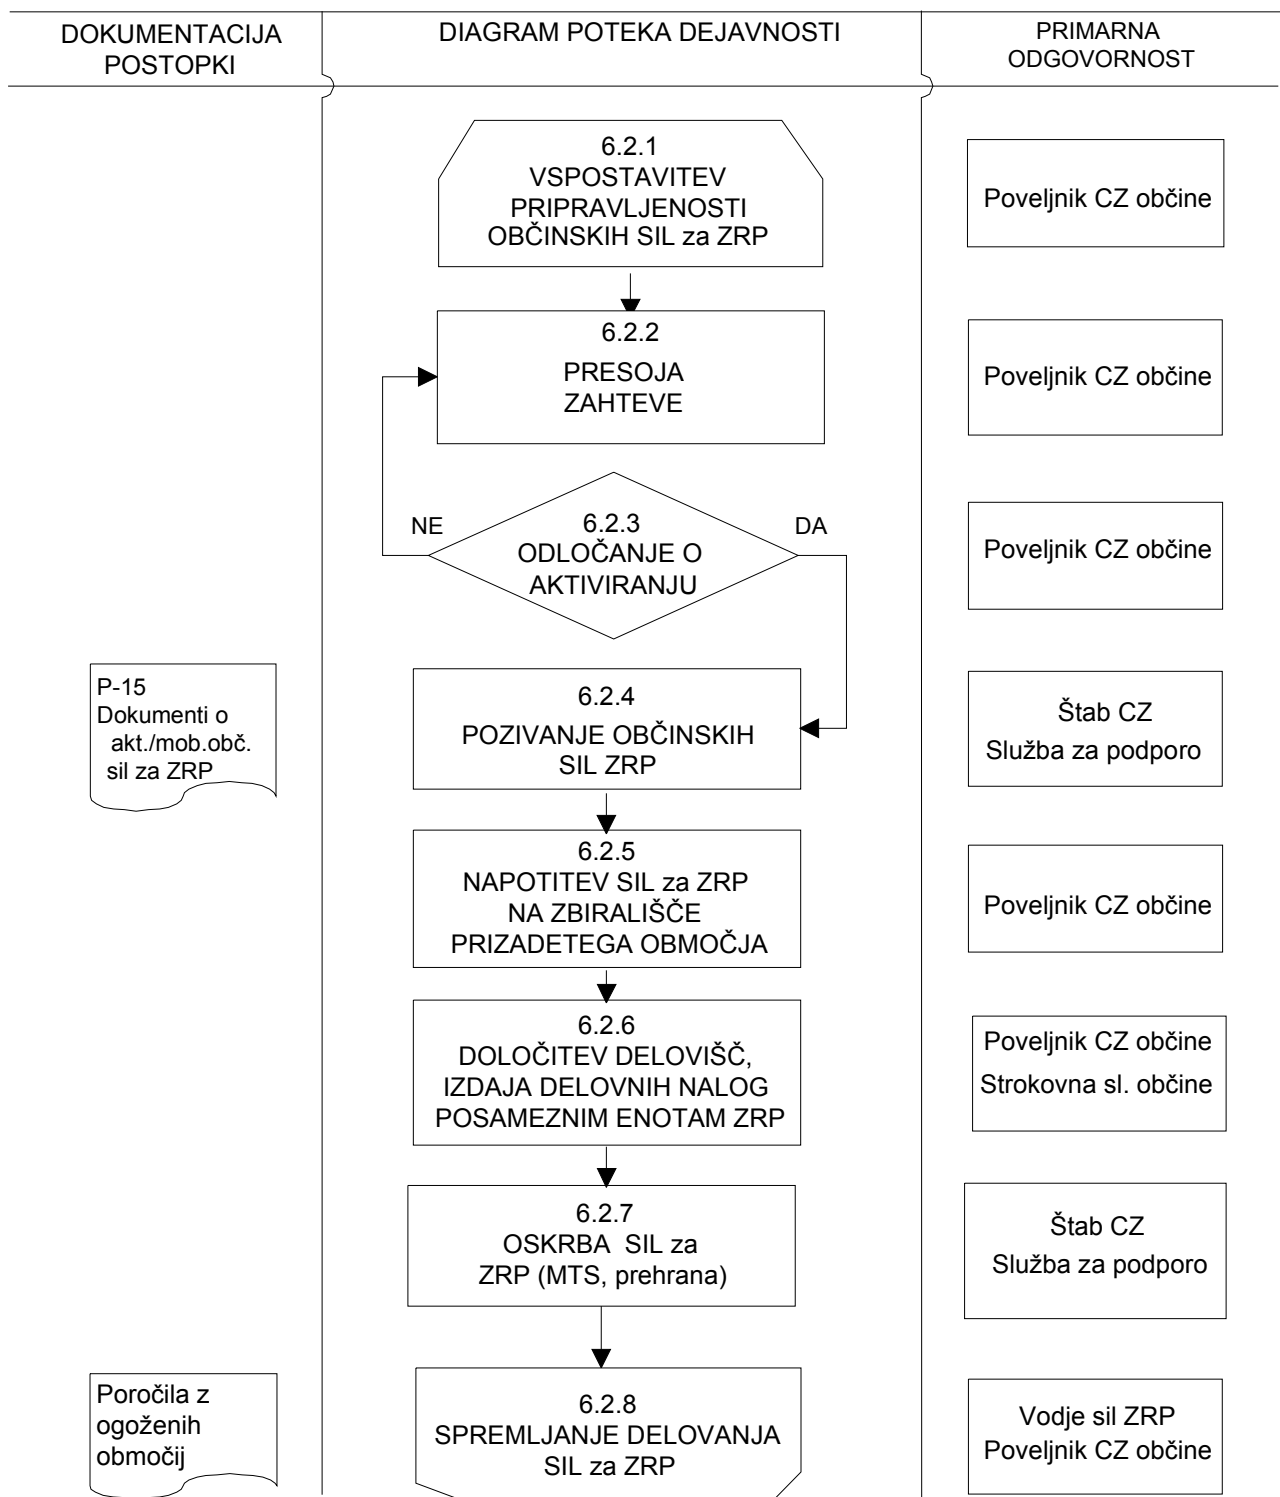 DOKUMENTACIJA
POSTOPKI
DIAGRAM POTEKA DEJAVNOSTI
PRIMARNA
ODGOVORNOST
6.2.1
VSPOSTAVITEV
PRIPRAVLJENOSTI
OBČINSKIH SIL za ZRP
Poveljnik CZ občine
6.2.2
PRESOJA
ZAHTEVE
Poveljnik CZ občine
NE
6.2.3
ODLOČANJE O
AKTIVIRANJU
DA
Poveljnik CZ občine
P-15
Dokumenti o
akt./mob.obč.
sil za ZRP
6.2.4
POZIVANJE OBČINSKIH
SIL ZRP
Štab CZ
Služba za podporo
6.2.5
NAPOTITEV SIL za ZRP
NA ZBIRALIŠČE
PRIZADETEGA OBMOČJA
Poveljnik CZ občine
6.2.6
DOLOČITEV DELOVIŠČ,
IZDAJA DELOVNIH NALOG
POSAMEZNIM ENOTAM ZRP
Poveljnik CZ občine
Strokovna sl. občine
6.2.7
OSKRBA SIL za
ZRP (MTS, prehrana)
Štab CZ
Služba za podporo
Poročila z
ogoženih
območij
6.2.8
SPREMLJANJE DELOVANJA
SIL za ZRP
Vodje sil ZRP
Poveljnik CZ občine